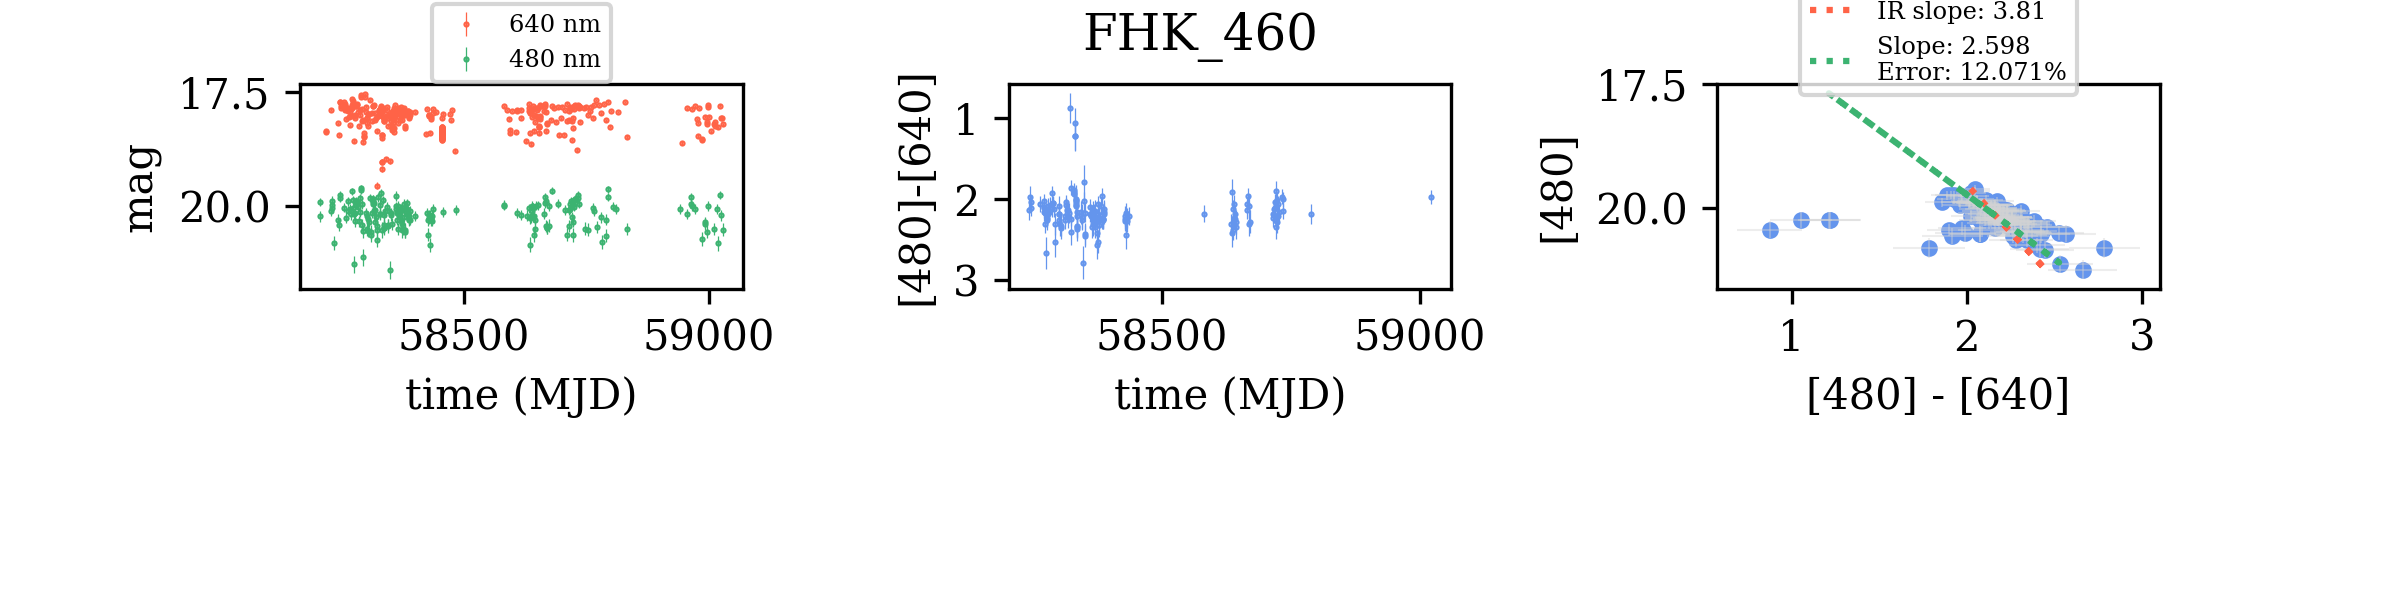 FHK_460
640 nm
480 nm
17.5
20.0
mag
58500
59000
time (MJD)
1
2
3
[480]-[640]
58500
59000
time (MJD)
IR slope: 3.81
Slope: 2.598
Error: 12.071%
17.5
20.0
[480]
1
2
3
[480] - [640]